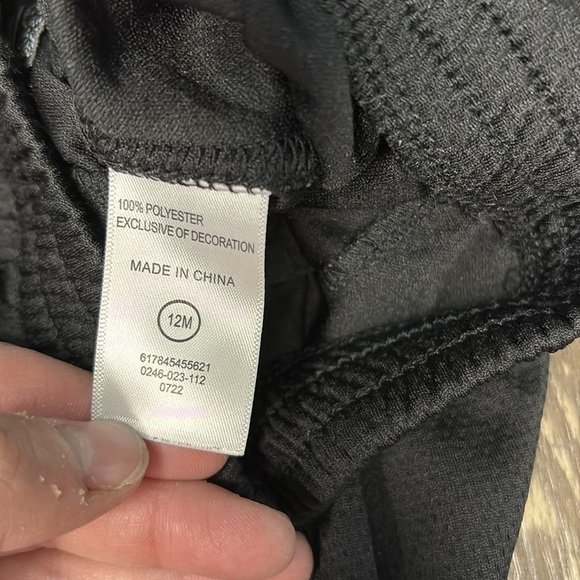 100% POLYESTER
EXCLUSIVE OF DECORATION
MADE IN CHINA
12M
617845455621
0246-023-112
0722